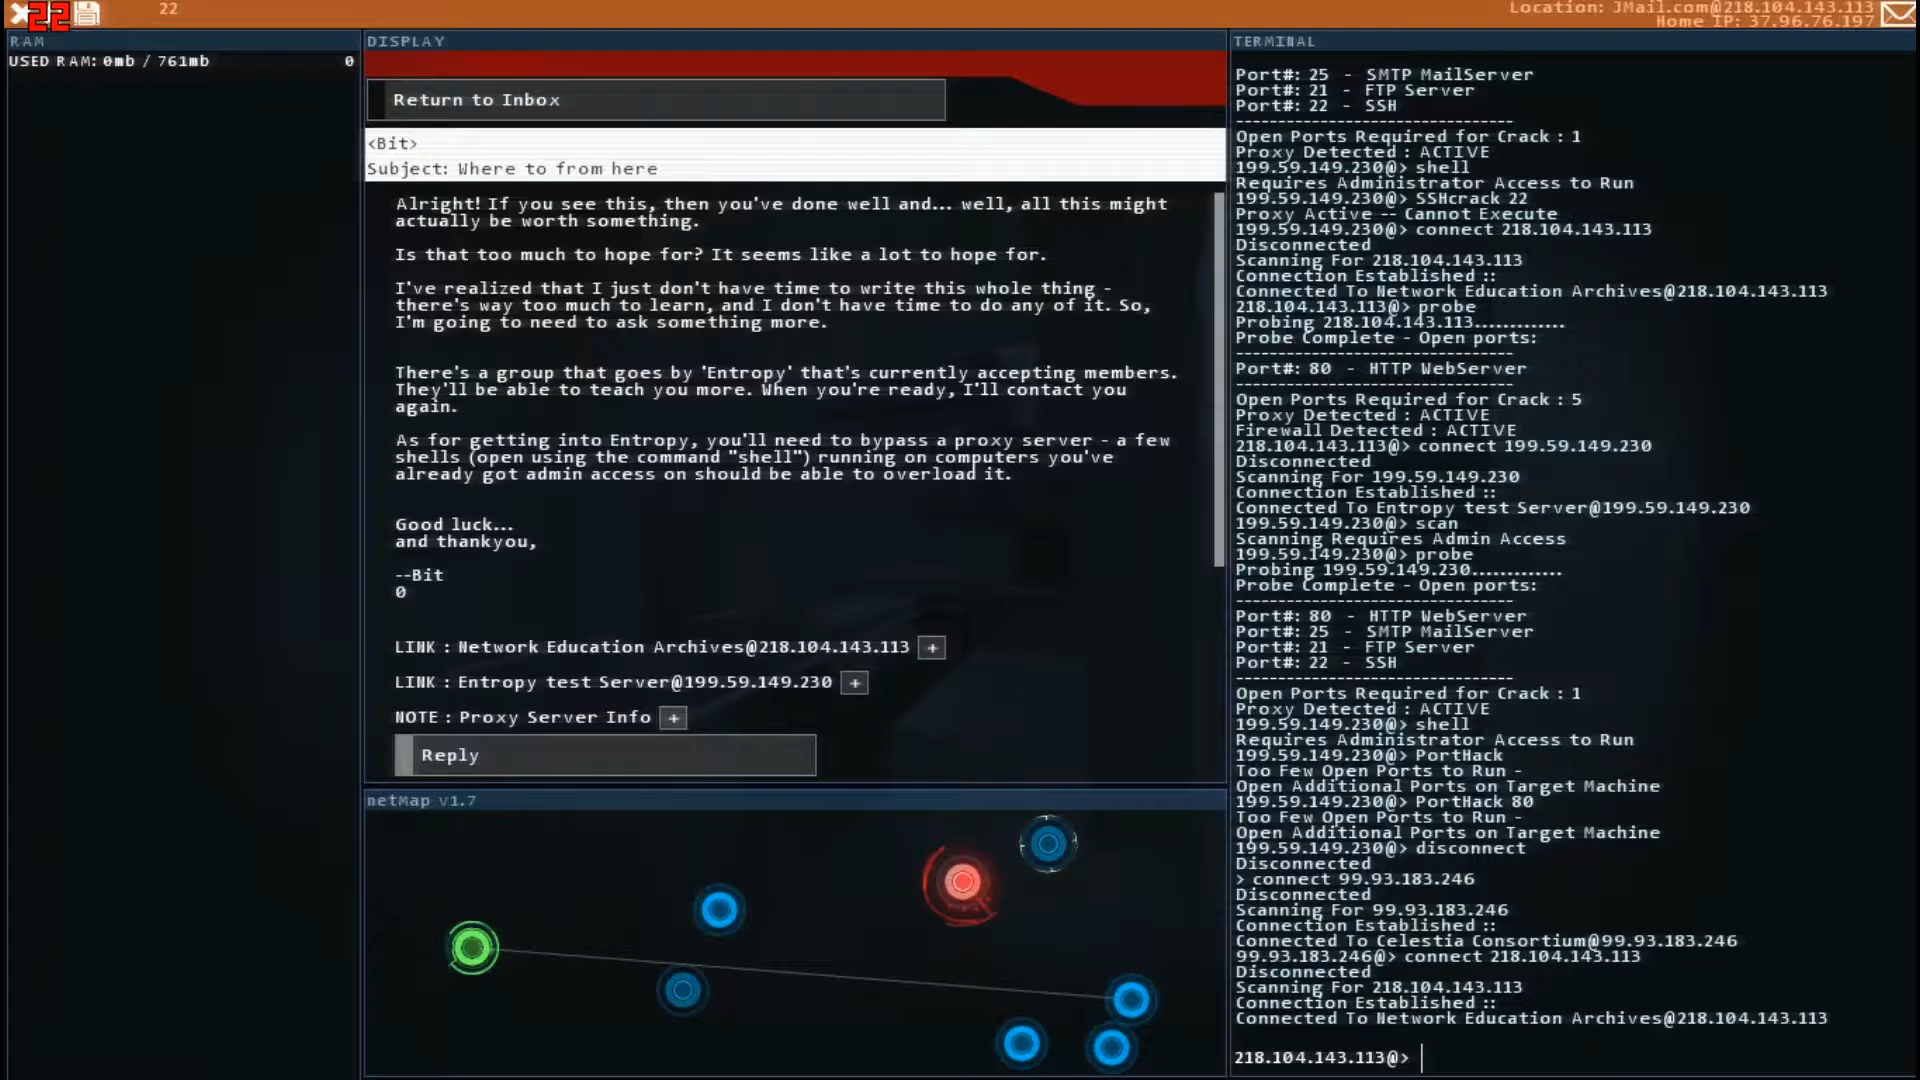 22
22
Location: JMail.com@218.104.143.113
Home IP: 37.96.76.197
RAM
USED RAM: 0mb / 761mb 0
DISPLAY
Return to Inbox
<Bit>
Subject: Where to from here
Alright! If you see this, then you've done well and... well, all this might
actually be worth something.
Is that too much to hope for? It seems like a lot to hope for.
I've realized that I just don't have time to write this whole thing -
there's way too much to learn, and I don't have time to do any of it. So,
I'm going to need to ask something more.
There's a group that goes by 'Entropy' that's currently accepting members.
They'll be able to teach you more. When you're ready, I'll contact you
again.
As for getting into Entropy, you'll need to bypass a proxy server - a few
shells (open using the command "shell") running on computers you've
already got admin access on should be able to overload it.
Good luck...
and thankyou,
--Bit
0
LINK : Network Education Archives@218.104.143.113 +
LINK : Entropy test Server@199.59.149.230 +
NOTE : Proxy Server Info +
Reply
netMap v1.7
TERMINAL
Port#: 25 - SMTP MailServer
Port#: 21 - FTP Server
Port#: 22 - SSH
---------------------------------
Open Ports Required for Crack : 1
Proxy Detected : ACTIVE
199.59.149.230@> shell
Requires Administrator Access to Run
199.59.149.230@> SSHcrack 22
Proxy Active -- Cannot Execute
199.59.149.230@> connect 218.104.143.113
Disconnected
Scanning For 218.104.143.113
Connection Established ::
Connected To Network Education Archives@218.104.143.113
218.104.143.113@> probe
Probing 218.104.143.113.............
Probe Complete - Open ports:
---------------------------------
Port#: 80 - HTTP WebServer
---------------------------------
Open Ports Required for Crack : 5
Proxy Detected : ACTIVE
Firewall Detected : ACTIVE
218.104.143.113@> connect 199.59.149.230
Disconnected
Scanning For 199.59.149.230
Connection Established ::
Connected To Entropy test Server@199.59.149.230
199.59.149.230@> scan
Scanning Requires Admin Access
199.59.149.230@> probe
Probing 199.59.149.230.............
Probe Complete - Open ports:
---------------------------------
Port#: 80 - HTTP WebServer
Port#: 25 - SMTP MailServer
Port#: 21 - FTP Server
Port#: 22 - SSH
---------------------------------
Open Ports Required for Crack : 1
Proxy Detected : ACTIVE
199.59.149.230@> shell
Requires Administrator Access to Run
199.59.149.230@> PortHack
Too Few Open Ports to Run -
Open Additional Ports on Target Machine
199.59.149.230@> PortHack 80
Too Few Open Ports to Run -
Open Additional Ports on Target Machine
199.59.149.230@> disconnect
Disconnected
> connect 99.93.183.246
Disconnected
Scanning For 99.93.183.246
Connection Established ::
Connected To Celestia Consortium@99.93.183.246
99.93.183.246@> connect 218.104.143.113
Disconnected
Scanning For 218.104.143.113
Connection Established ::
Connected To Network Education Archives@218.104.143.113
218.104.143.113@>